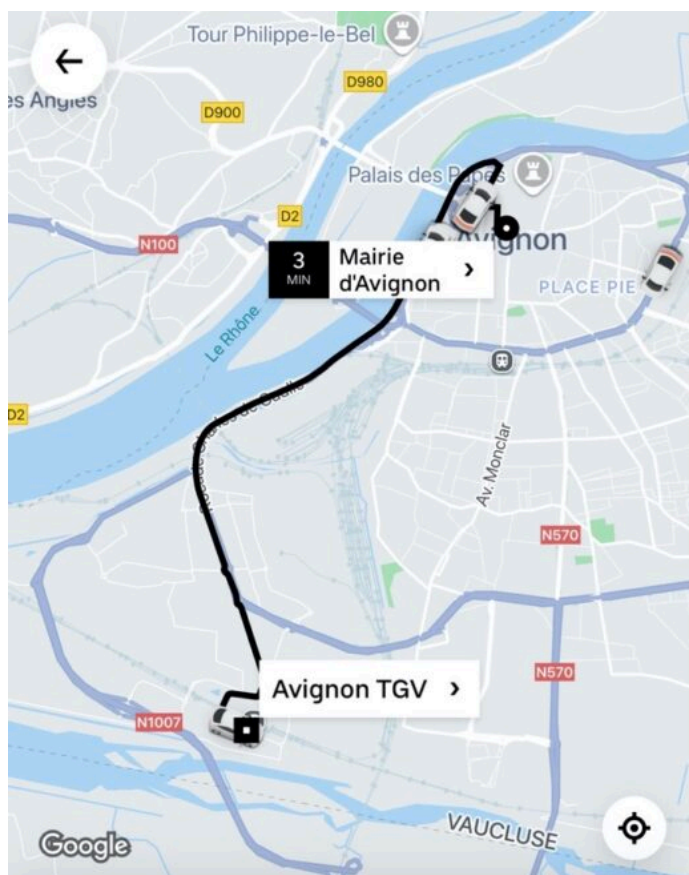 Tour Philippe-le-Bel
es Angles
D980
D900
Palais des Papes
D2
N100
Avignon
3
MIN
Mairie
d'Avignon
PLACE PIE
Le Rhône
D2
Av. Monclar
N570
Avignon TGV
N570
N1007
VAUCLUSE
Google